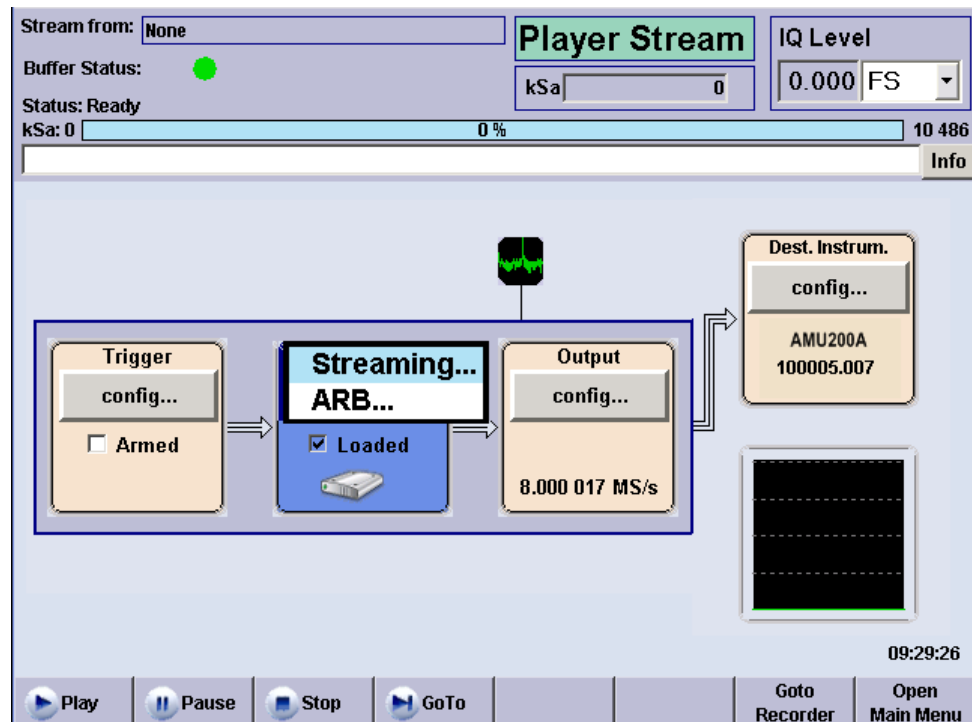 Stream from: None
Player Stream
IQ Level
Buffer Status:
kSa 0
0.000 FS
Status: Ready
kSa: 0 0 % 10 486
Info
Dest. Instrum.
config...
AMU200A
100005.007
Trigger
config...
Armed
Streaming...
ARB...
Loaded
Output
config...
8.000 017 MS/s
09:29:26
Play
Pause
Stop
GoTo
Goto
Recorder
Open
Main Menu